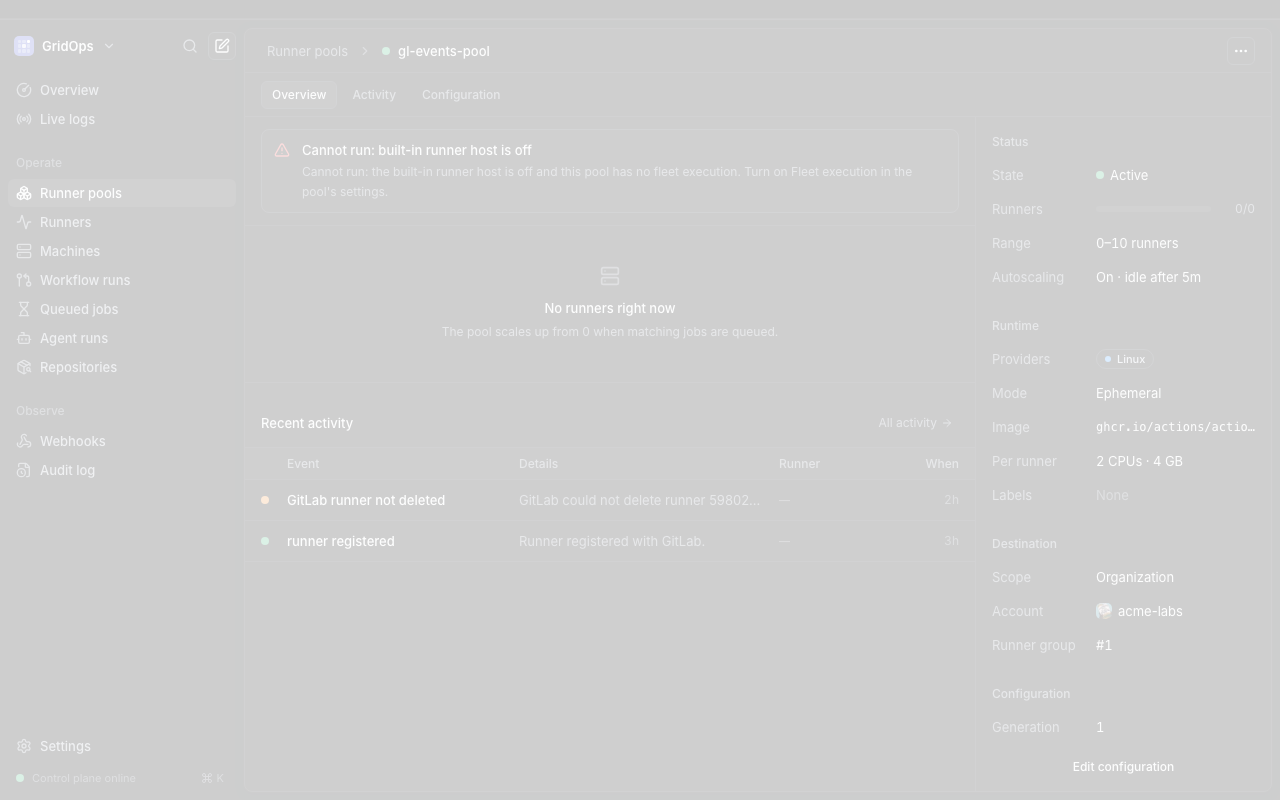 GridOps
Overview
Live logs
Operate
Runner pools
Runners
Machines
Workflow runs
Queued jobs
Agent runs
Repositories
Observe
Webhooks
Audit log
Settings
Control plane online
⌘ K
Runner pools
gl-events-pool
Overview
Activity
Configuration
Cannot run: built-in runner host is off
Cannot run: the built-in runner host is off and this pool has no fleet execution. Turn on Fleet execution in the
pool's settings.
No runners right now
The pool scales up from 0 when matching jobs are queued.
Recent activity
All activity →
Event Details Runner When
GitLab runner not deleted GitLab could not delete runner 59802… — 2h
runner registered Runner registered with GitLab. — 3h
Status
State Active
Runners 0/0
Range 0–10 runners
Autoscaling On · idle after 5m
Runtime
Providers Linux
Mode Ephemeral
Image ghcr.io/actions/actio…
Per runner 2 CPUs · 4 GB
Labels None
Destination
Scope Organization
Account acme-labs
Runner group #1
Configuration
Generation 1
Edit configuration